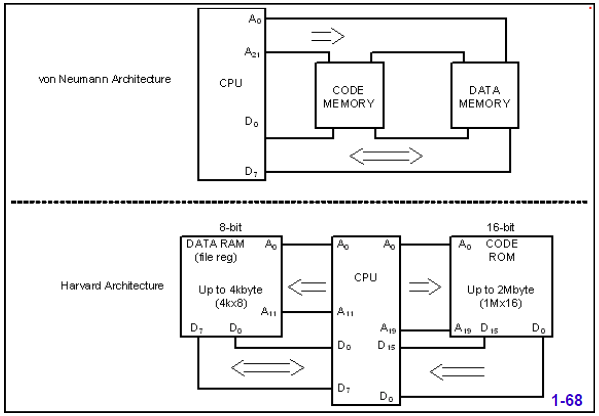 von Neumann Architecture
CPU
A0
A21
D0
D7
CODE
MEMORY
DATA
MEMORY
Harvard Architecture
8-bit
DATA RAM
(file reg)
Up to 4kbyte
(4kx8)
A0
A11
D7
D0
CPU
A0
A0
A11
A19
D0
D15
D7
D0
16-bit
A0
CODE
ROM
Up to 2Mbyte
(1Mx16)
A19
D15
D0
1-68